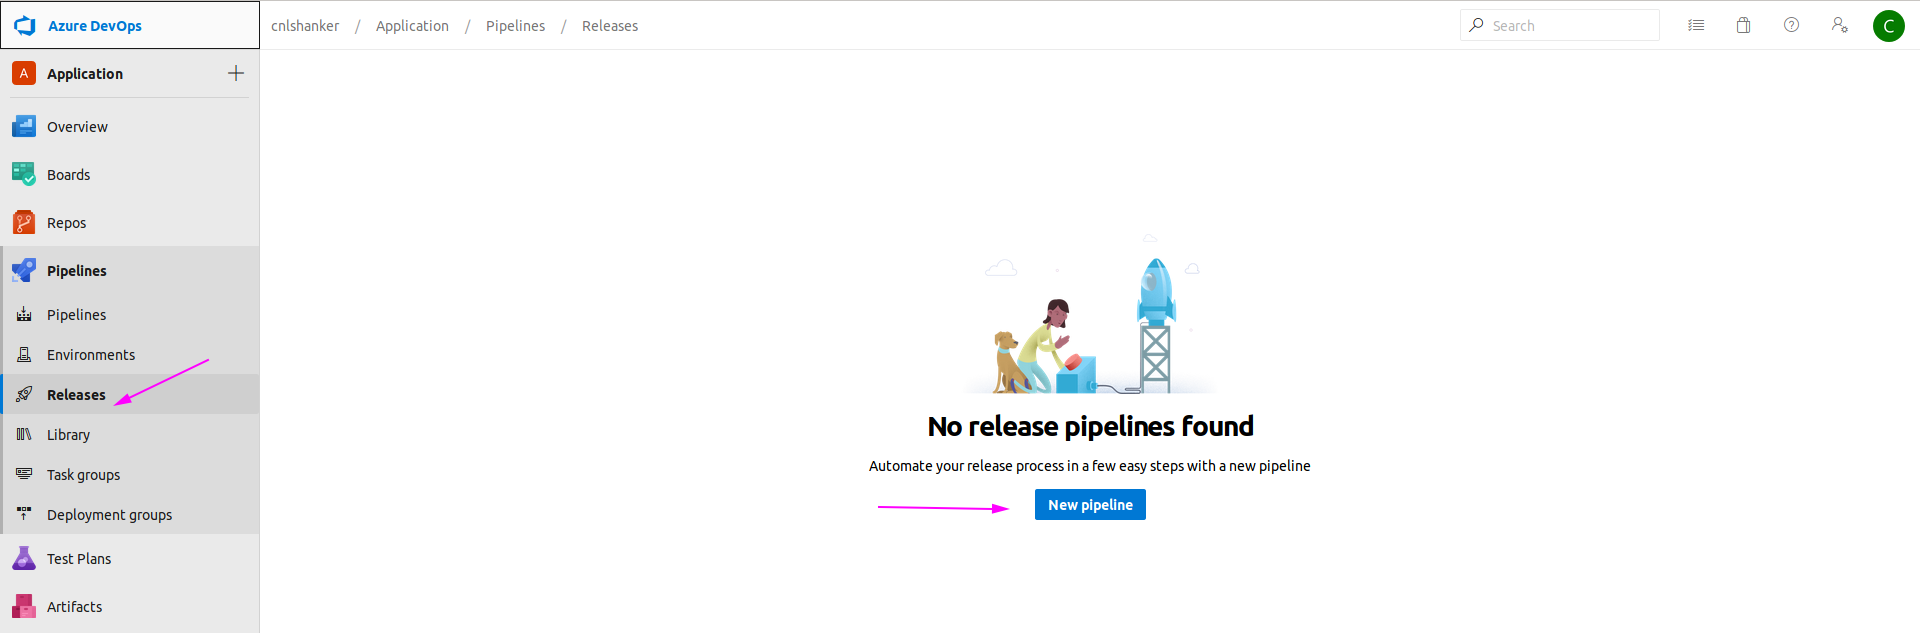 Azure DevOps
cnlshanker / Application / Pipelines / Releases
Search
C
A Application
Overview
Boards
Repos
Pipelines
Pipelines
Environments
Releases
Library
Task groups
Deployment groups
Test Plans
Artifacts
No release pipelines found
Automate your release process in a few easy steps with a new pipeline
New pipeline